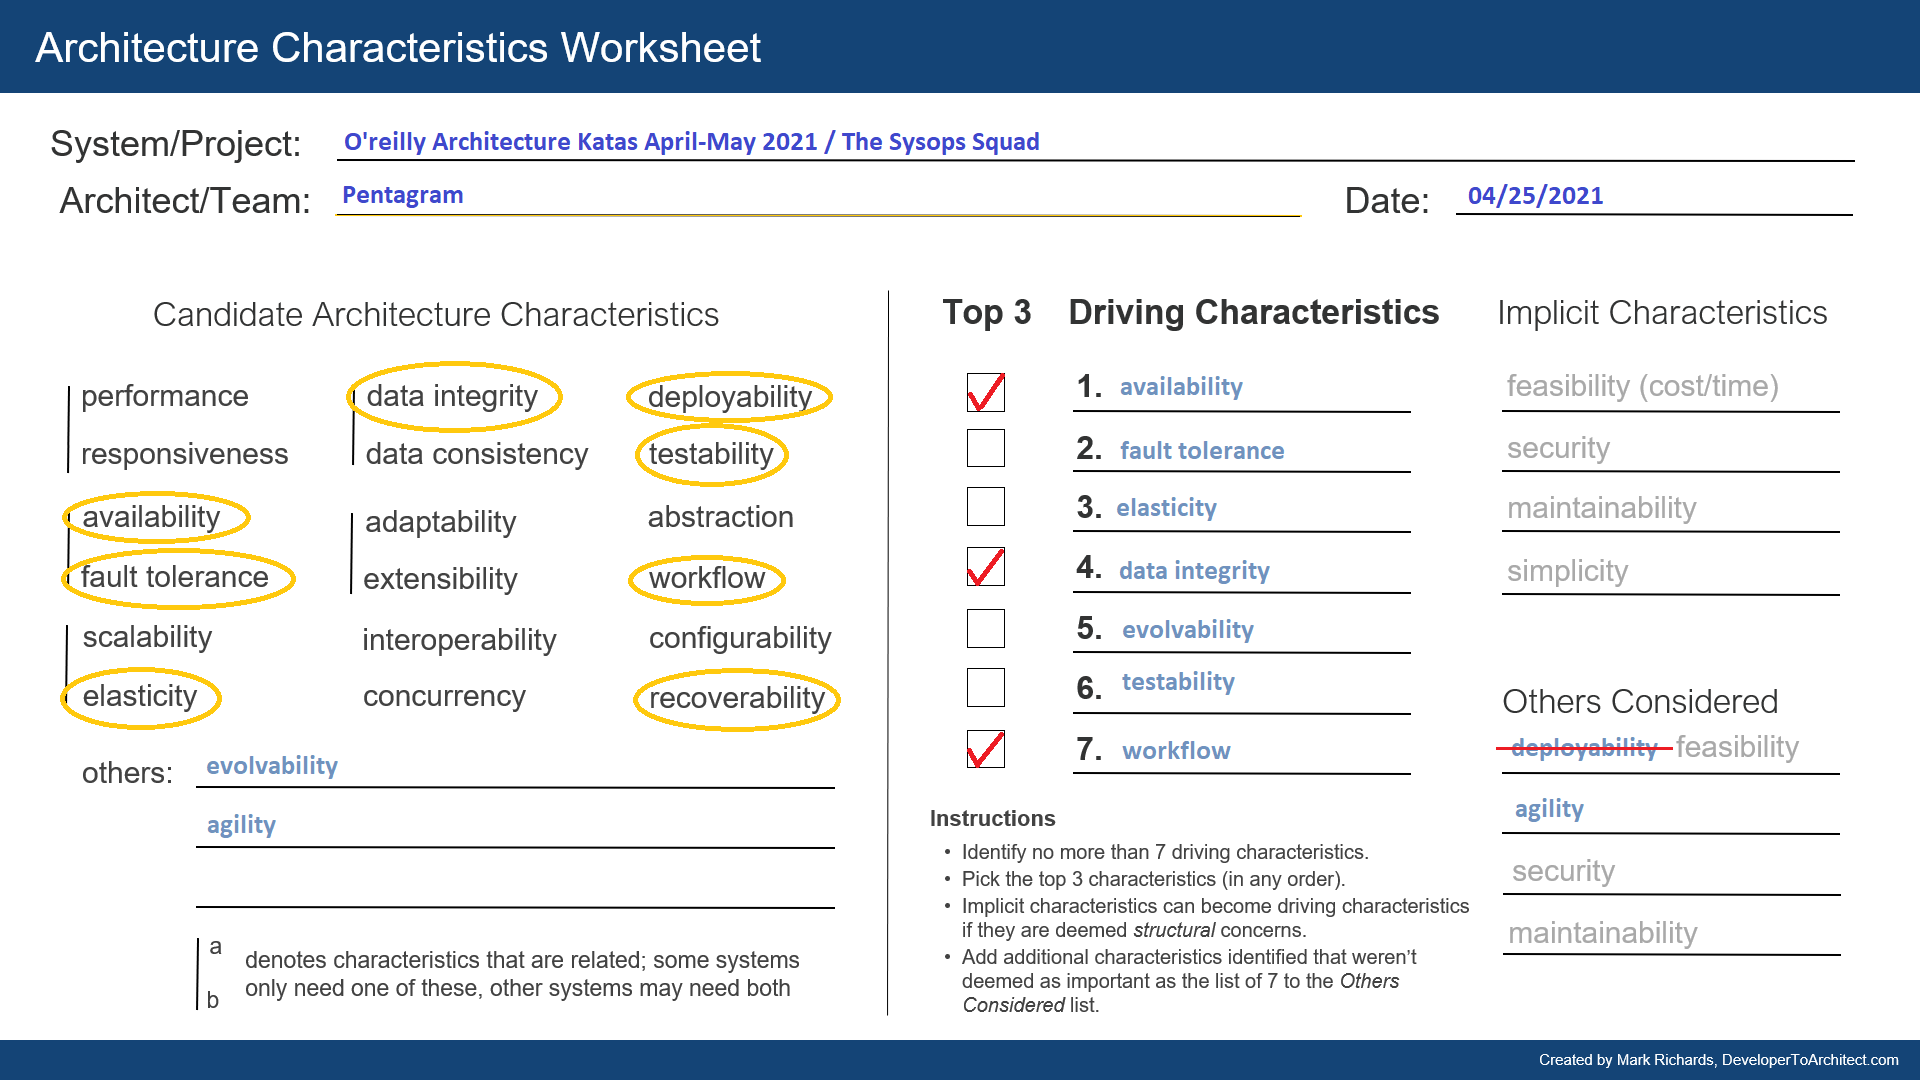 Architecture Characteristics Worksheet
System/Project: O'reilly Architecture Katas April-May 2021 / The Sysops Squad
Architect/Team: Pentagram
Date: 04/25/2021
Candidate Architecture Characteristics
performance
responsiveness
availability
fault tolerance
scalability
elasticity
data integrity
data consistency
adaptability
extensibility
interoperability
concurrency
deployability
testability
abstraction
workflow
configurability
recoverability
others: evolvability
agility
a
b
denotes characteristics that are related; some systems
only need one of these, other systems may need both
Top 3 Driving Characteristics
1. availability
2. fault tolerance
3. elasticity
4. data integrity
5. evolvability
6. testability
7. workflow
Instructions
• Identify no more than 7 driving characteristics.
• Pick the top 3 characteristics (in any order).
• Implicit characteristics can become driving characteristics
if they are deemed structural concerns.
• Add additional characteristics identified that weren't
deemed as important as the list of 7 to the Others
Considered list.
Implicit Characteristics
feasibility (cost/time)
security
maintainability
simplicity
Others Considered
deployability feasibility
agility
security
maintainability
Created by Mark Richards, DeveloperToArchitect.com